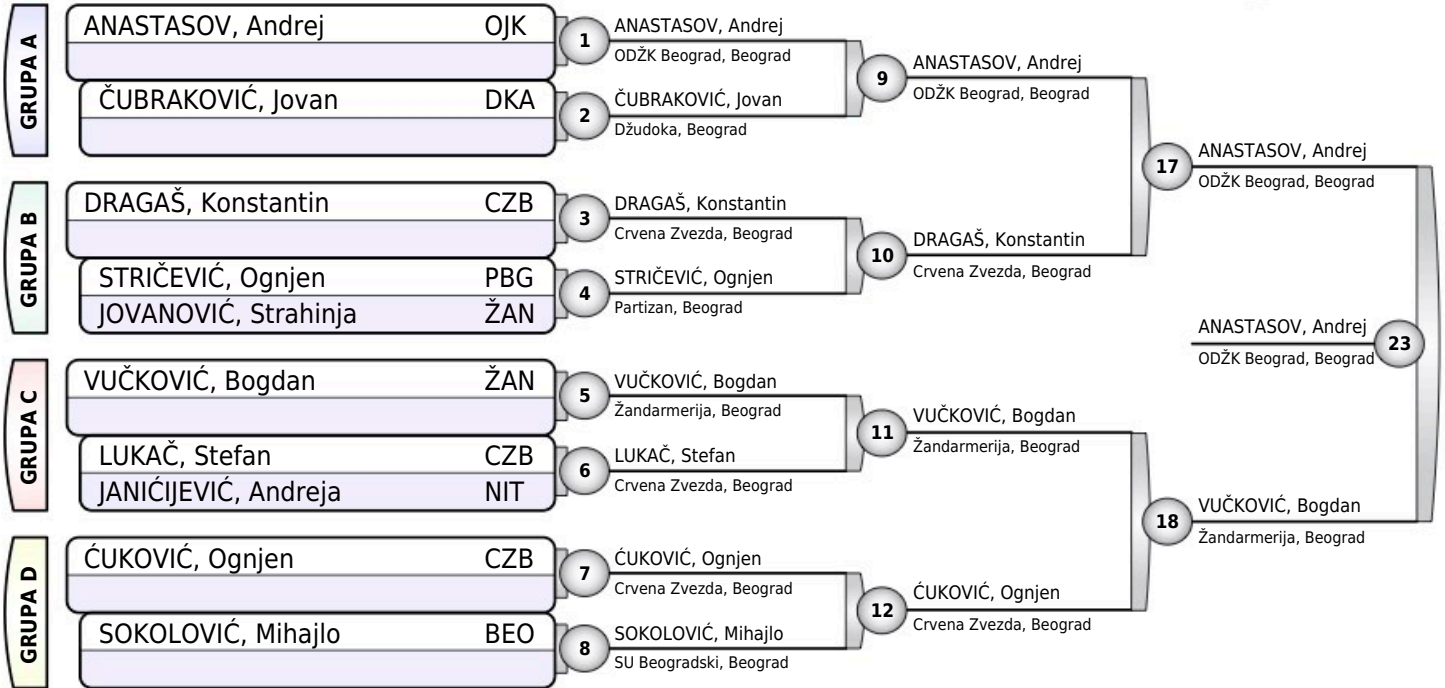 GRUPA A
ANASTASOV, Andrej OJK
ČUBRAKOVIĆ, Jovan DKA
GRUPA B
DRAGAŠ, Konstantin CZB
STRIČEVIĆ, Ognjen PBG
JOVANOVIĆ, Strahinja ŽAN
GRUPA C
VUČKOVIĆ, Bogdan ŽAN
LUKAČ, Stefan CZB
JANIĆIJEVIĆ, Andreja NIT
GRUPA D
ĆUKOVIĆ, Ognjen CZB
SOKOLOVIĆ, Mihajlo BEO
1
ANASTASOV, Andrej
ODŽK Beograd, Beograd
2
ČUBRAKOVIĆ, Jovan
Džudoka, Beograd
3
DRAGAŠ, Konstantin
Crvena Zvezda, Beograd
4
STRIČEVIĆ, Ognjen
Partizan, Beograd
5
VUČKOVIĆ, Bogdan
Žandarmerija, Beograd
6
LUKAČ, Stefan
Crvena Zvezda, Beograd
7
ĆUKOVIĆ, Ognjen
Crvena Zvezda, Beograd
8
SOKOLOVIĆ, Mihajlo
SU Beogradski, Beograd
9
ANASTASOV, Andrej
ODŽK Beograd, Beograd
10
DRAGAŠ, Konstantin
Crvena Zvezda, Beograd
11
VUČKOVIĆ, Bogdan
Žandarmerija, Beograd
12
ĆUKOVIĆ, Ognjen
Crvena Zvezda, Beograd
17
ANASTASOV, Andrej
ODŽK Beograd, Beograd
18
VUČKOVIĆ, Bogdan
Žandarmerija, Beograd
ANASTASOV, Andrej
ODŽK Beograd, Beograd
23